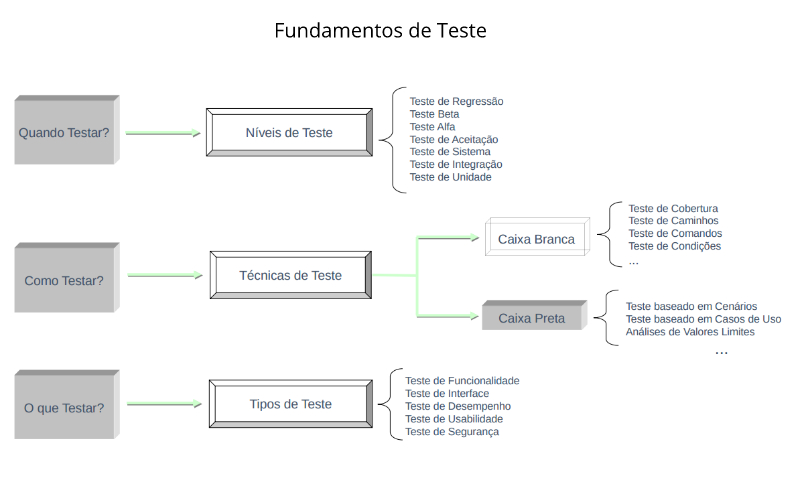 Fundamentos de Teste
Quando Testar?
Níveis de Teste
Teste de Regressão
Teste Beta
Teste Alfa
Teste de Aceitação
Teste de Sistema
Teste de Integração
Teste de Unidade
Como Testar?
Técnicas de Teste
Caixa Branca
Teste de Cobertura
Teste de Caminhos
Teste de Comandos
Teste de Condições
...
Caixa Preta
Teste baseado em Cenários
Teste baseado em Casos de Uso
Análises de Valores Limites
...
O que Testar?
Tipos de Teste
Teste de Funcionalidade
Teste de Interface
Teste de Desempenho
Teste de Usabilidade
Teste de Segurança